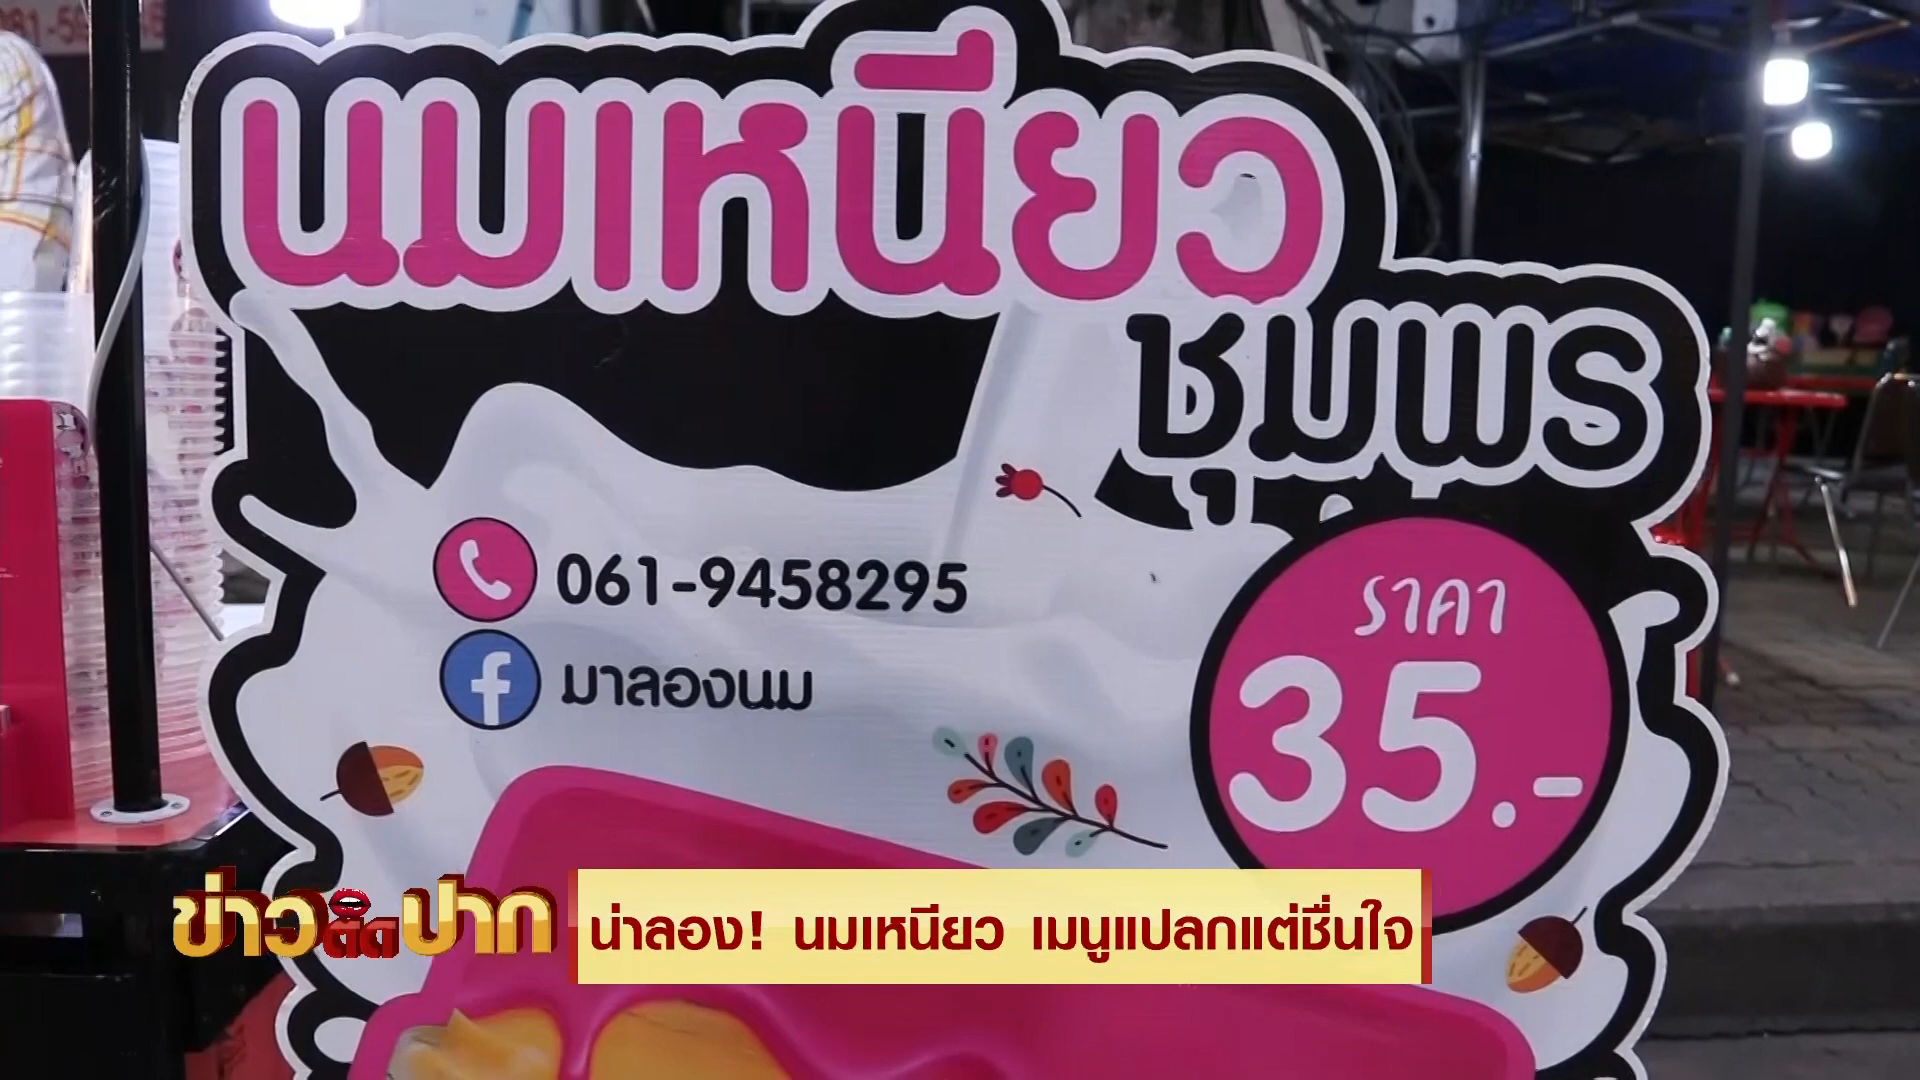 นมเหนียว
ชุมพร
061-9458295
มาลองนม
ราคา
35.-
ข่าวติดปาก
น่าลอง! นมเหนียว เมนูแปลกแต่ชื่นใจ